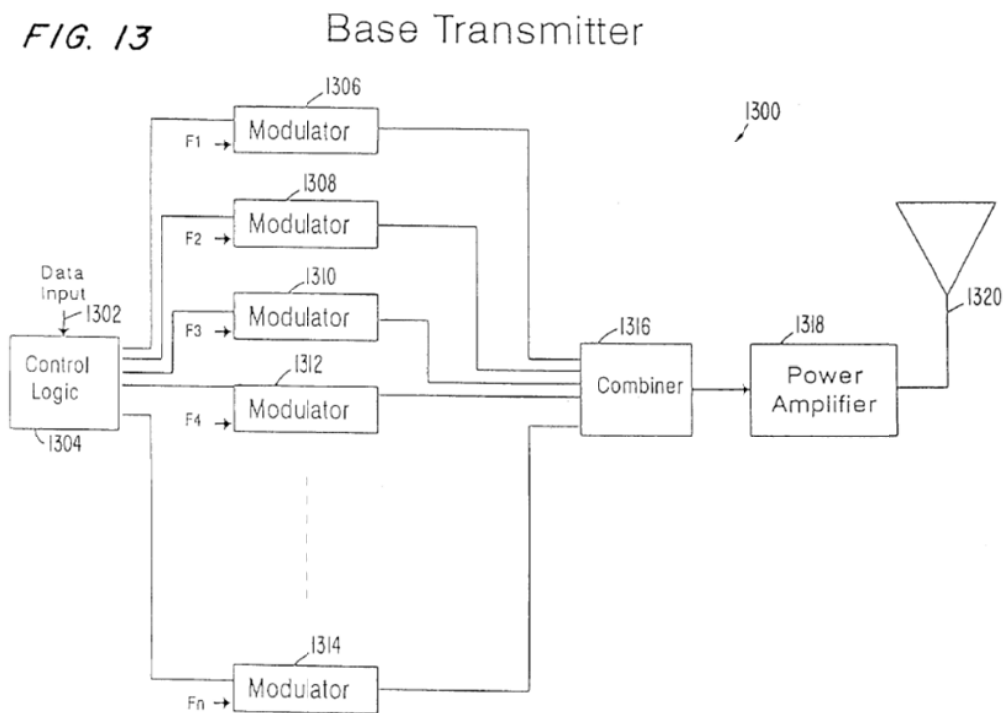 FIG. 13
Base Transmitter
1306
Modulator
F1
1300
1308
Modulator
F2
1310
Modulator
F3
Data
Input
1302
Control
Logic
1304
1312
Modulator
F4
1316
Combiner
1318
Power
Amplifier
1320
1314
Modulator
Fn